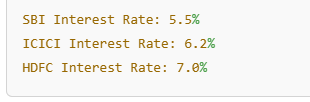 SBI Interest Rate: 5.5%
ICICI Interest Rate: 6.2%
HDFC Interest Rate: 7.0%